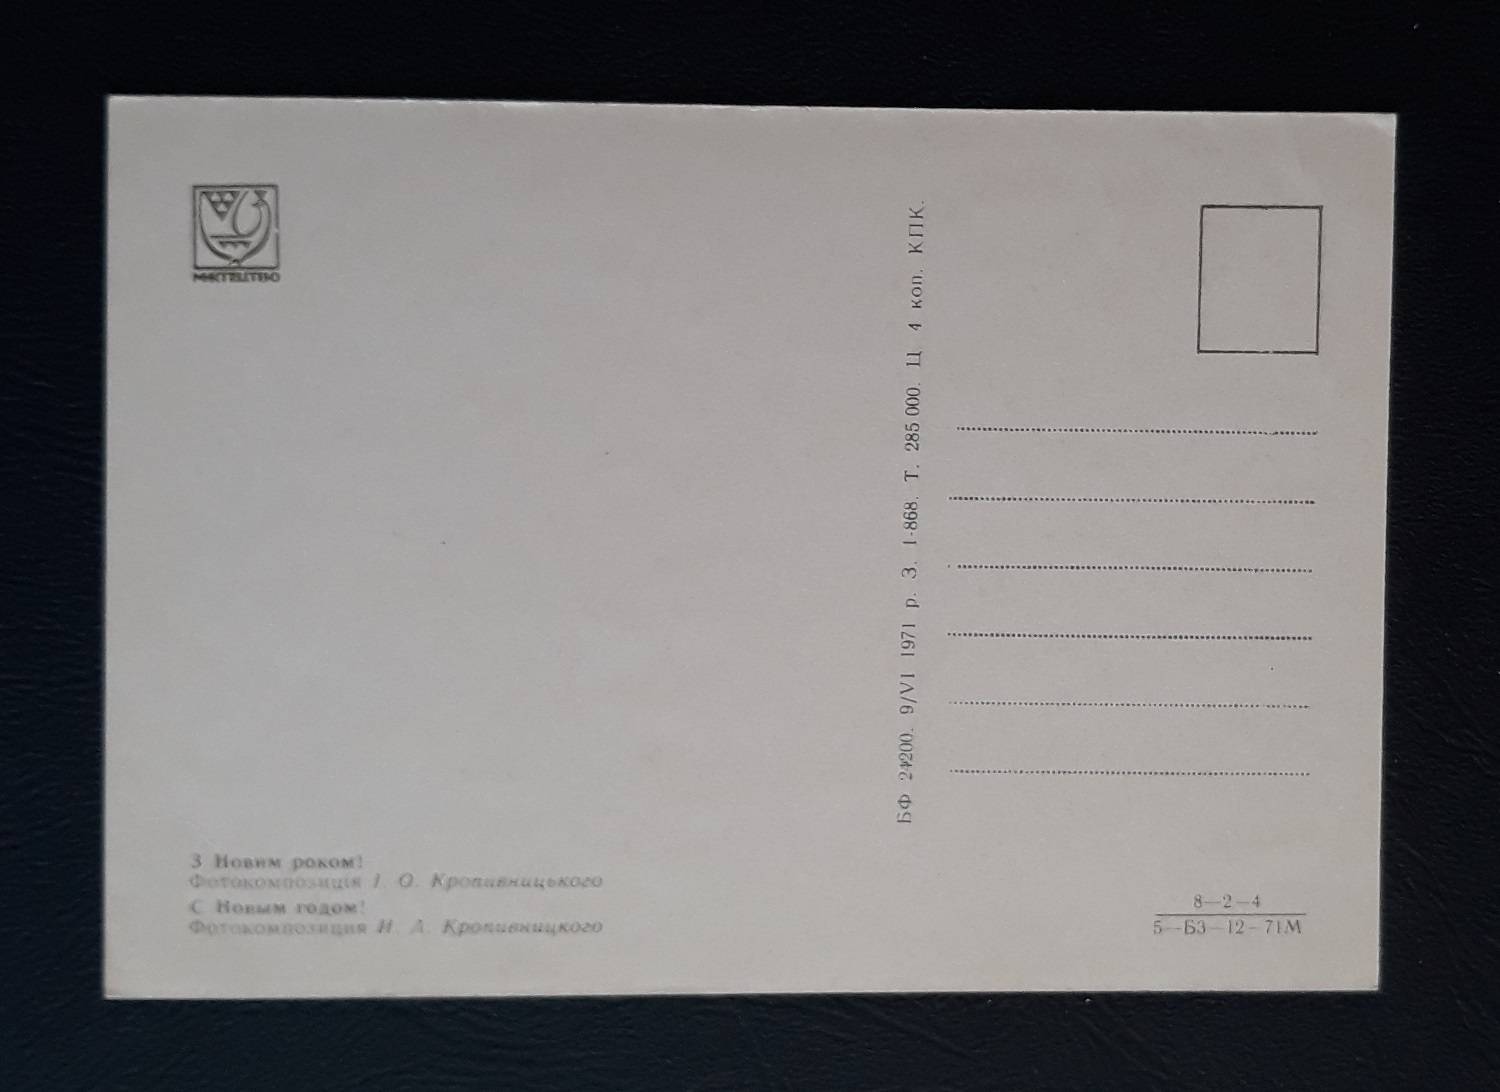 МИСТЕЦТВО
З Новим роком!
Фотокомпозиція І. О. Кропивницького
С Новым годом!
Фотокомпозиция И. А. Кропивницкого
БФ 24200. 9/VI 1971 р. З. 1-868. Т. 285 000. Ц. 4 коп. КПК.
8—2—4
5—БЗ—12—71М